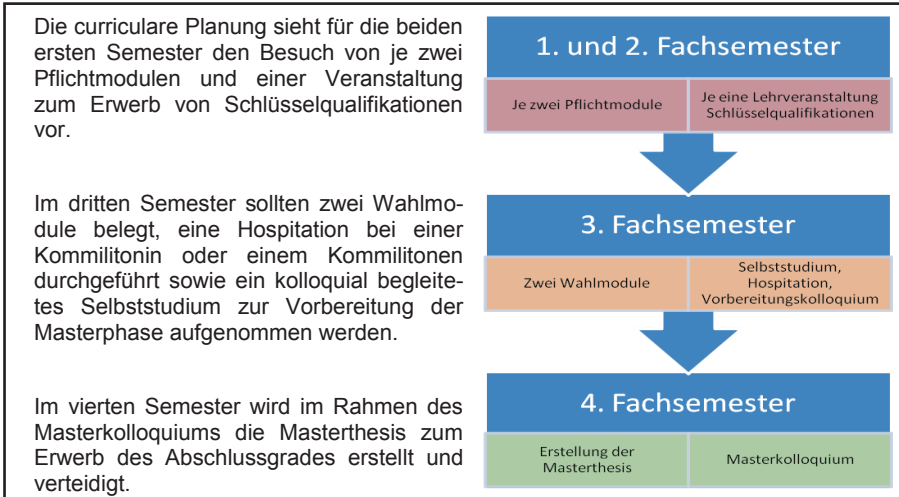 Die curriculare Planung sieht für die beiden
ersten Semester den Besuch von je zwei
Pflichtmodulen und einer Veranstaltung
zum Erwerb von Schlüsselqualifikationen
vor.
Im dritten Semester sollten zwei Wahlmo-
dule belegt, eine Hospitation bei einer
Kommilitonin oder einem Kommilitonen
durchgeführt sowie ein kolloquial begleite-
tes Selbststudium zur Vorbereitung der
Masterphase aufgenommen werden.
Im vierten Semester wird im Rahmen des
Masterkolloquiums die Masterthesis zum
Erwerb des Abschlussgrades erstellt und
verteidigt.
1. und 2. Fachsemester
Je zwei Pflichtmodule
Je eine Lehrveranstaltung
Schlüsselqualifikationen
3. Fachsemester
Zwei Wahlmodule
Selbststudium,
Hospitation,
Vorbereitungskolloquium
4. Fachsemester
Erstellung der
Masterthesis
Masterkolloquium